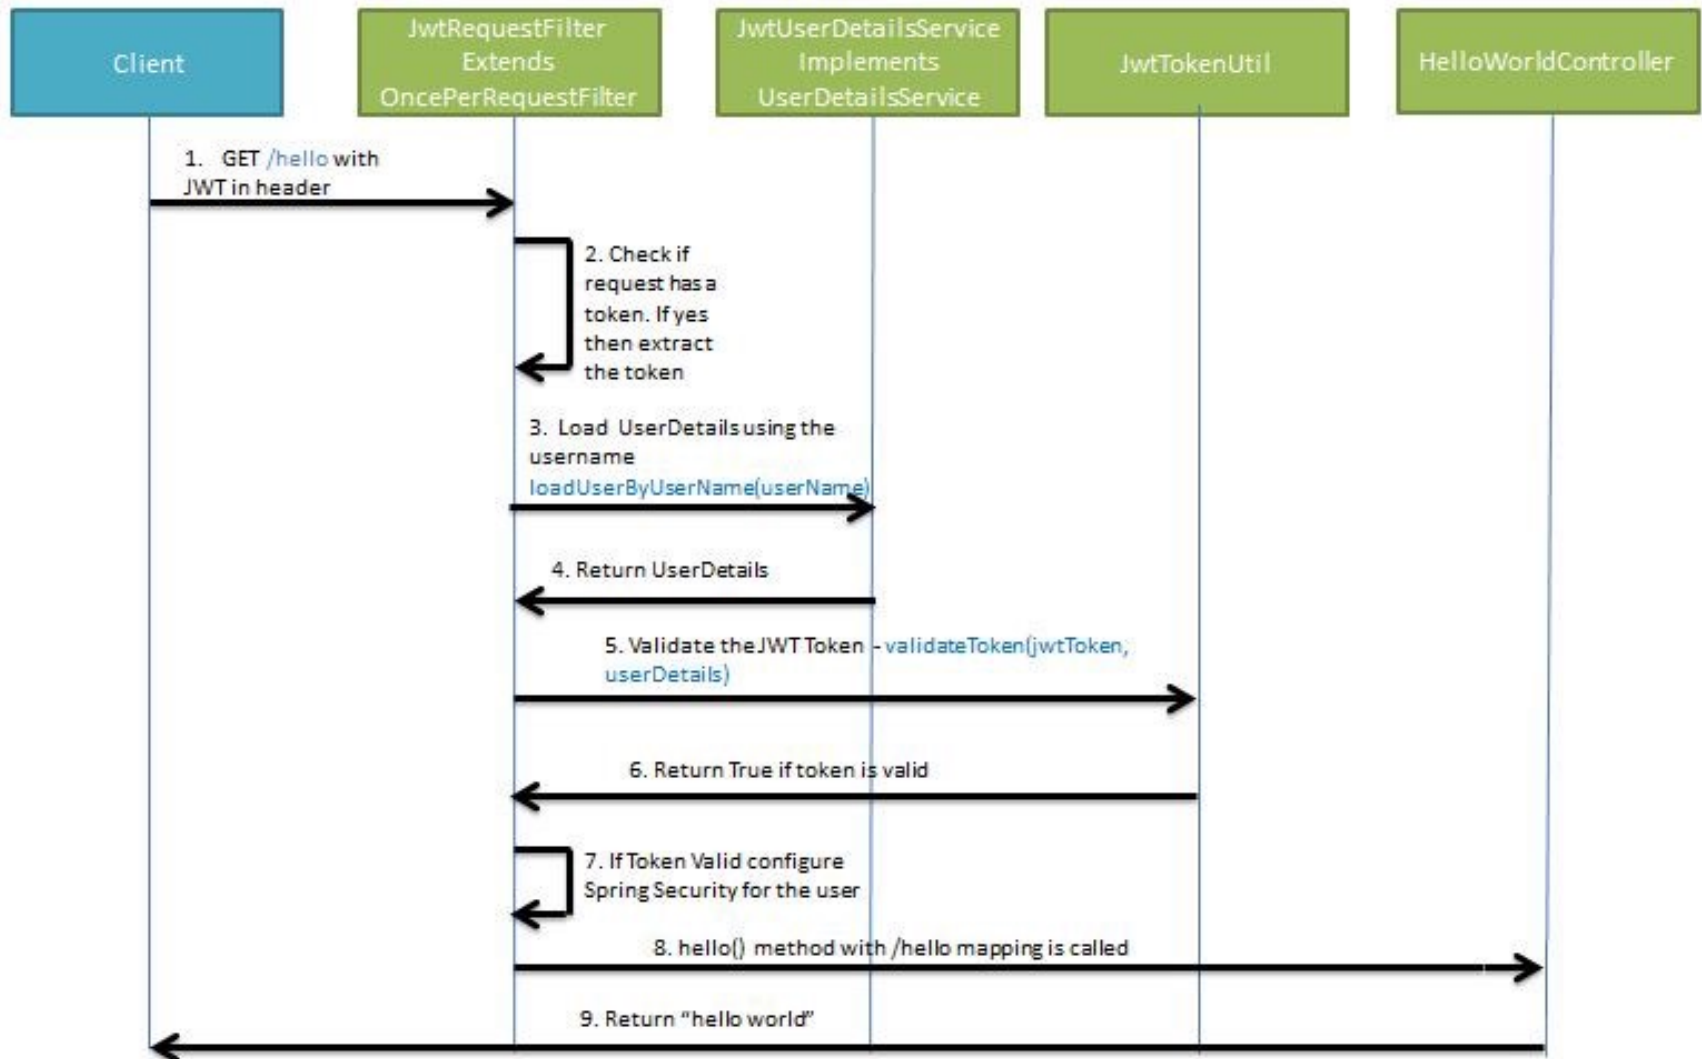 Client
JwtRequestFilter
Extends
OncePerRequestFilter
JwtUserDetailsService
Implements
UserDetailsService
JwtTokenUtil
HelloWorldController
1. GET /hello with
JWT in header
2. Check if
request has a
token. If yes
then extract
the token
3. Load UserDetails using the
username
loadUserByUserName(userName)
4. Return UserDetails
5. Validate the JWT Token - validateToken(jwtToken,
userDetails)
6. Return True if token is valid
7. If Token Valid configure
Spring Security for the user
8. hello() method with /hello mapping is called
9. Return “hello world”